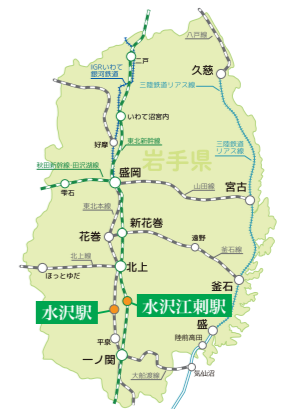 八戸線
二戸
久慈
IGRいわて
銀河鉄道
三陸鉄道リアス線
いわて沼宮内
好摩
東北新幹線
三陸鉄道
リアス線
岩手県
秋田新幹線・田沢湖線
盛岡
雫石
山田線
宮古
東北本線
新花巻
花巻
遠野
釜石線
北上線
北上
ほっとゆだ
釜石
水沢駅
水沢江刺駅
盛
陸前高田
平泉
一ノ関
気仙沼
大船渡線